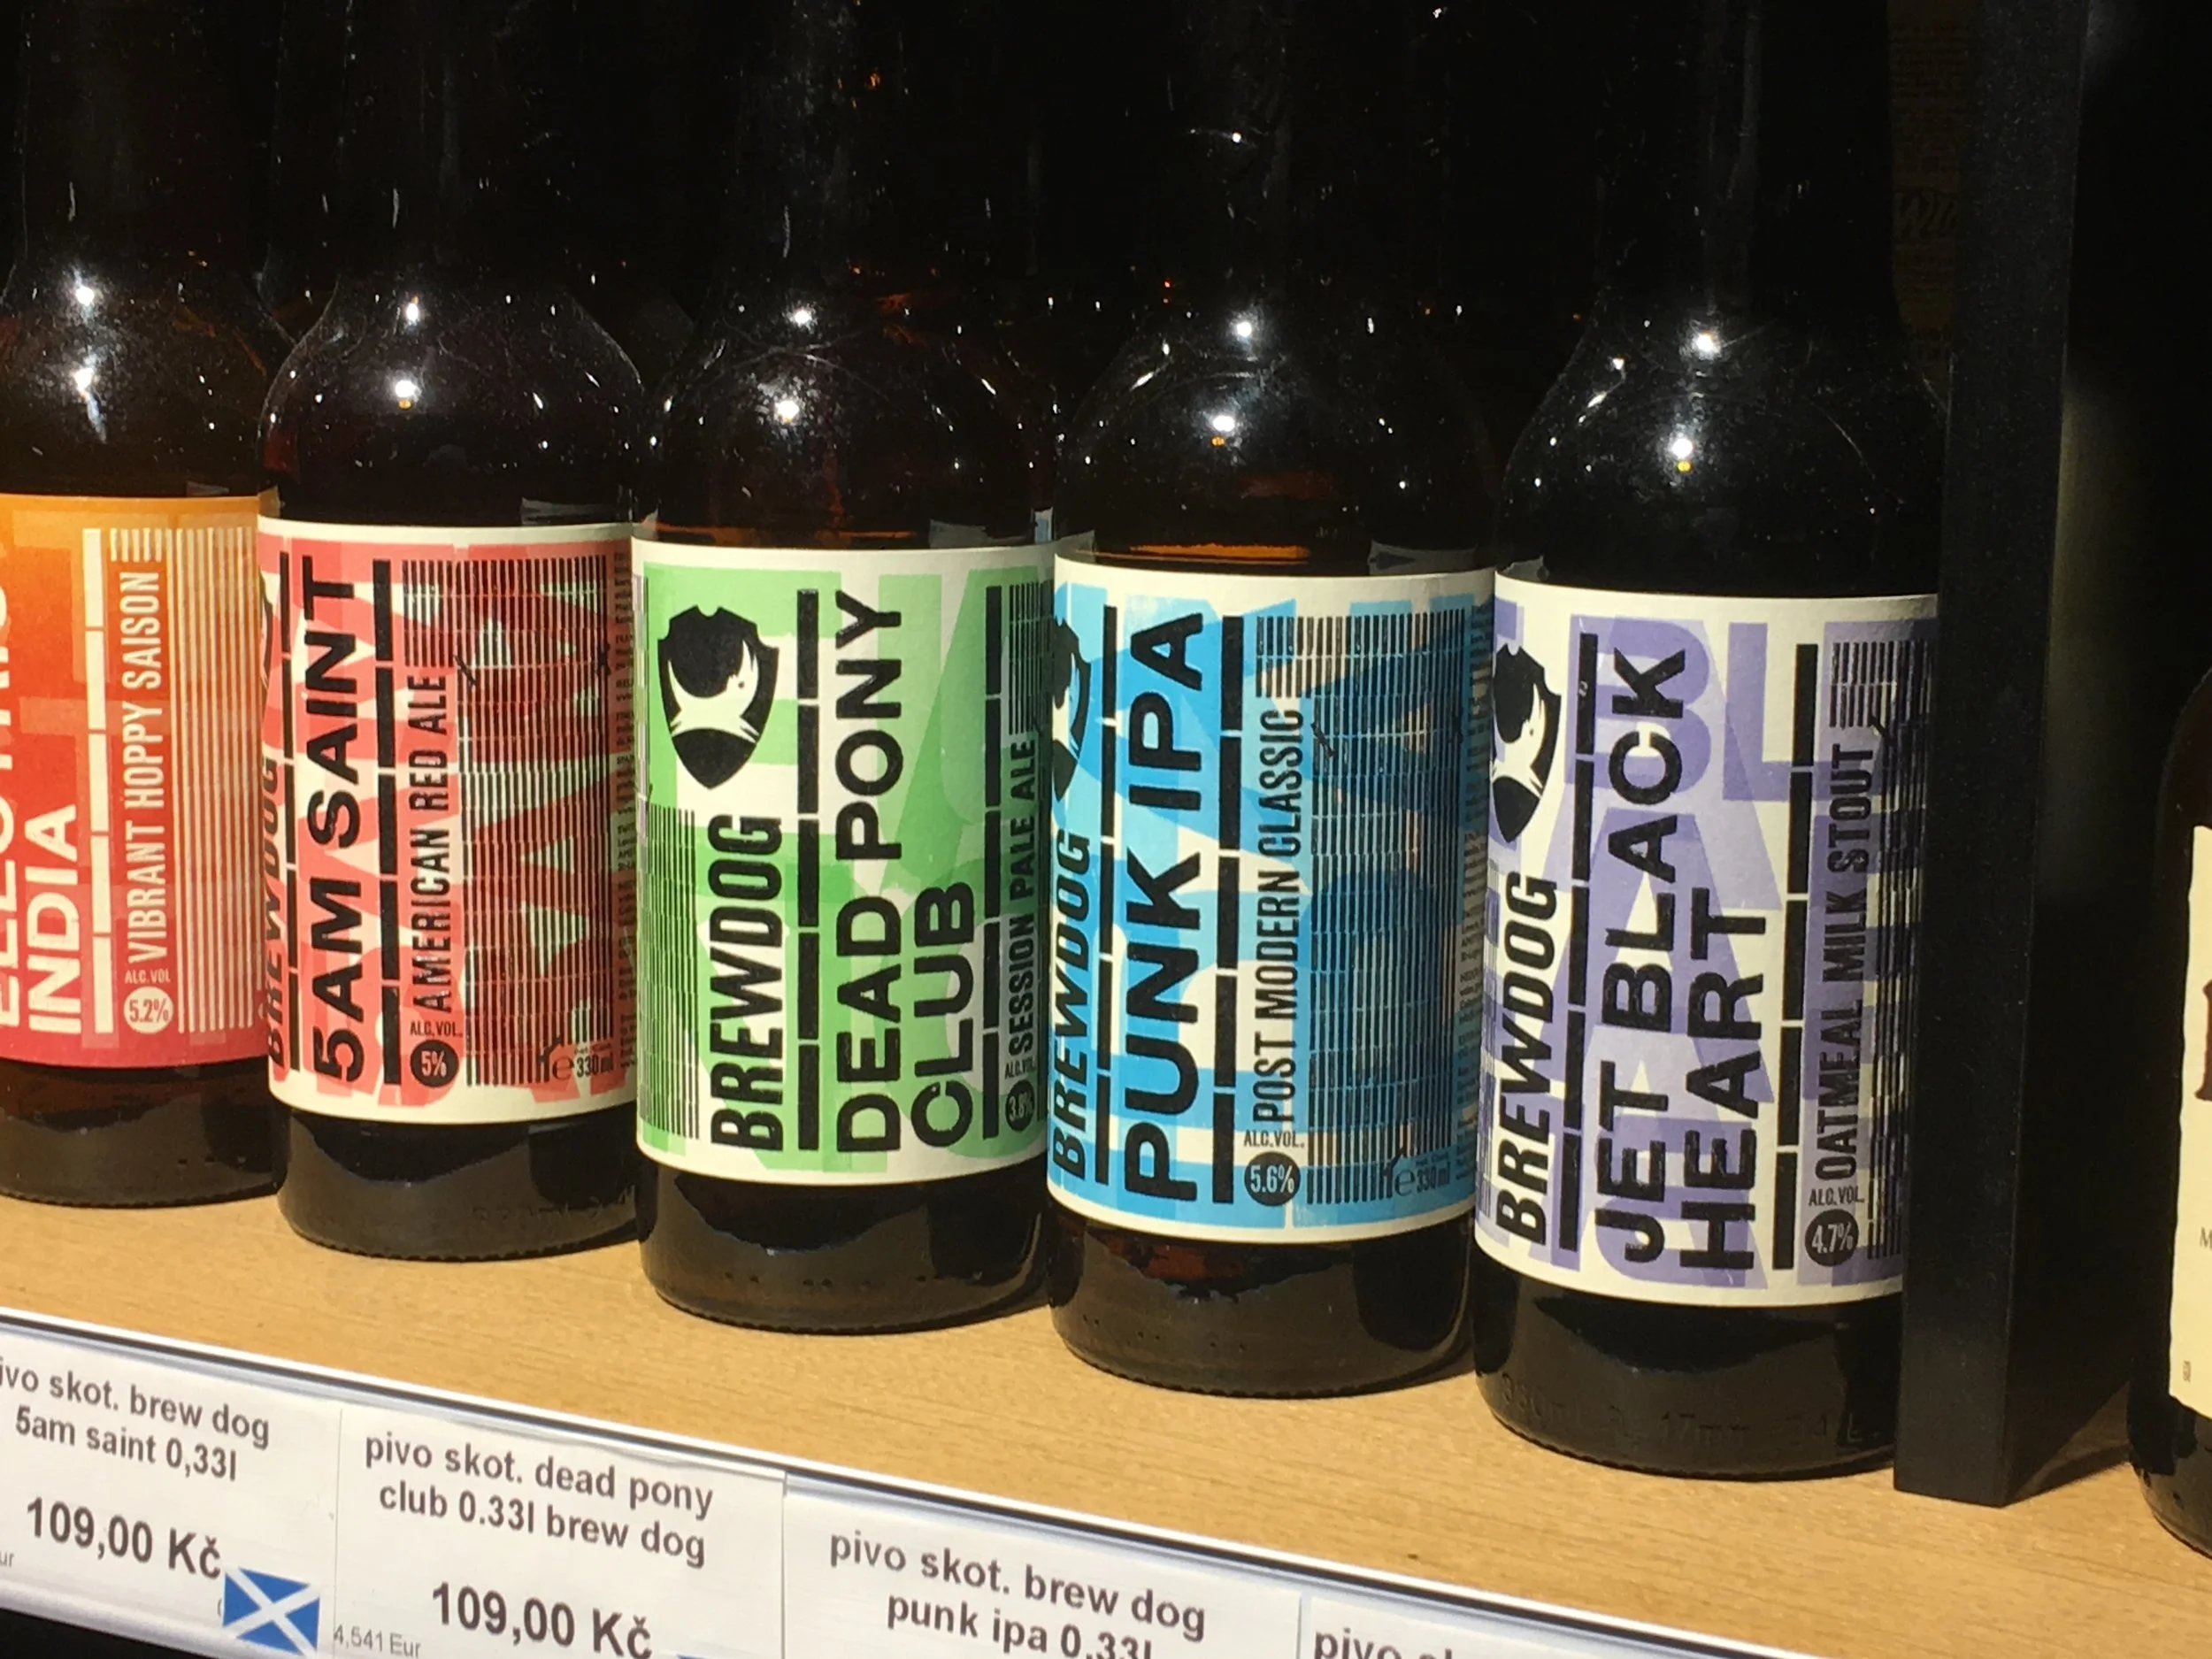 INDIA
VIBRANT HOPPY SAISON
ALC.VOL
5.2%
BREWDOG
5AM SAINT
AMERICAN RED ALE
ALC.VOL.
5%
e330ml
BREWDOG
DEAD PONY
CLUB
SESSION PALE ALE
ALC.VOL.
3.8%
BREWDOG
PUNK IPA
POST MODERN CLASSIC
ALC.VOL.
5.6%
e330ml
BREWDOG
JET BLACK
HEART
OATMEAL MILK STOUT
ALC.VOL.
4.7%
skot. brew dog
5am saint 0,33l
109,00 Kč
pivo skot. dead pony
club 0.33l brew dog
109,00 Kč
4,541 Eur
pivo skot. brew dog
punk ipa 0,33l
pivo